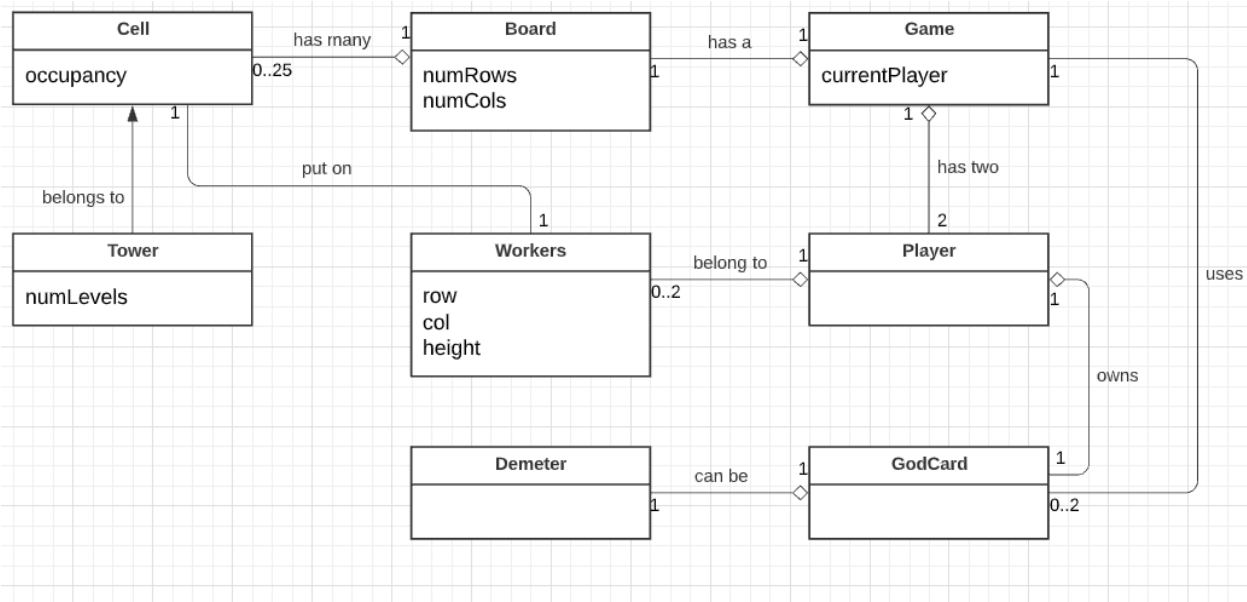 Cell
occupancy
has many
1
0..25
Board
numRows
numCols
has a
1
1
Game
currentPlayer
1
1
1
belongs to
put on
1
has two
2
uses
Tower
numLevels
Workers
row
col
height
belong to
1
0..2
Player
1
owns
Demeter
can be
1
1
GodCard
1
0..2